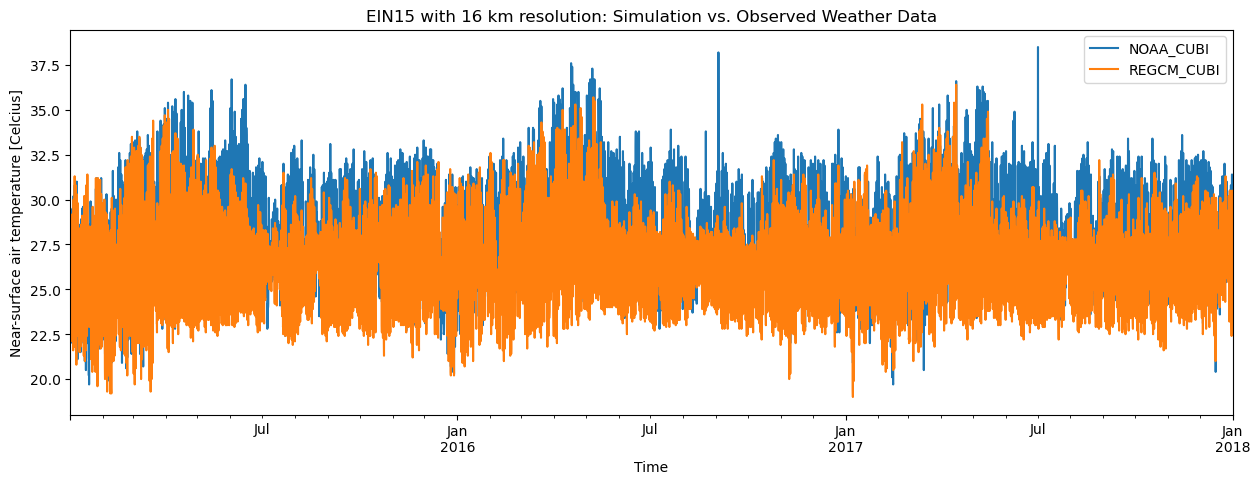 EIN15 with 16 km resolution: Simulation vs. Observed Weather Data
NOAA_CUBI
REGCM_CUBI
Near-surface air temperature [Celcius]
37.5
35.0
32.5
30.0
27.5
25.0
22.5
20.0
Jul
Jan
2016
Jul
Jan
2017
Jul
Jan
2018
Time